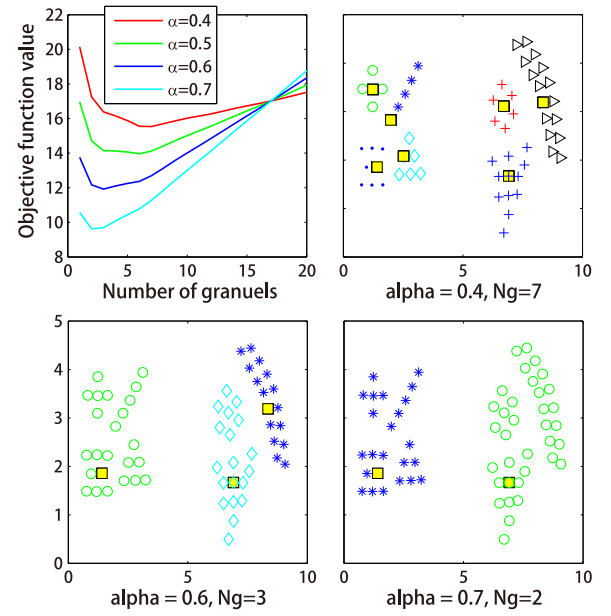 22
20
18
16
14
12
10
8
Objective function value
α=0.4
α=0.5
α=0.6
α=0.7
0 5 10 15 20
Number of granuels
0 5 10
alpha = 0.4, Ng=7
5
4
3
2
1
0
0 5 10
alpha = 0.6, Ng=3
0 5 10
alpha = 0.7, Ng=2